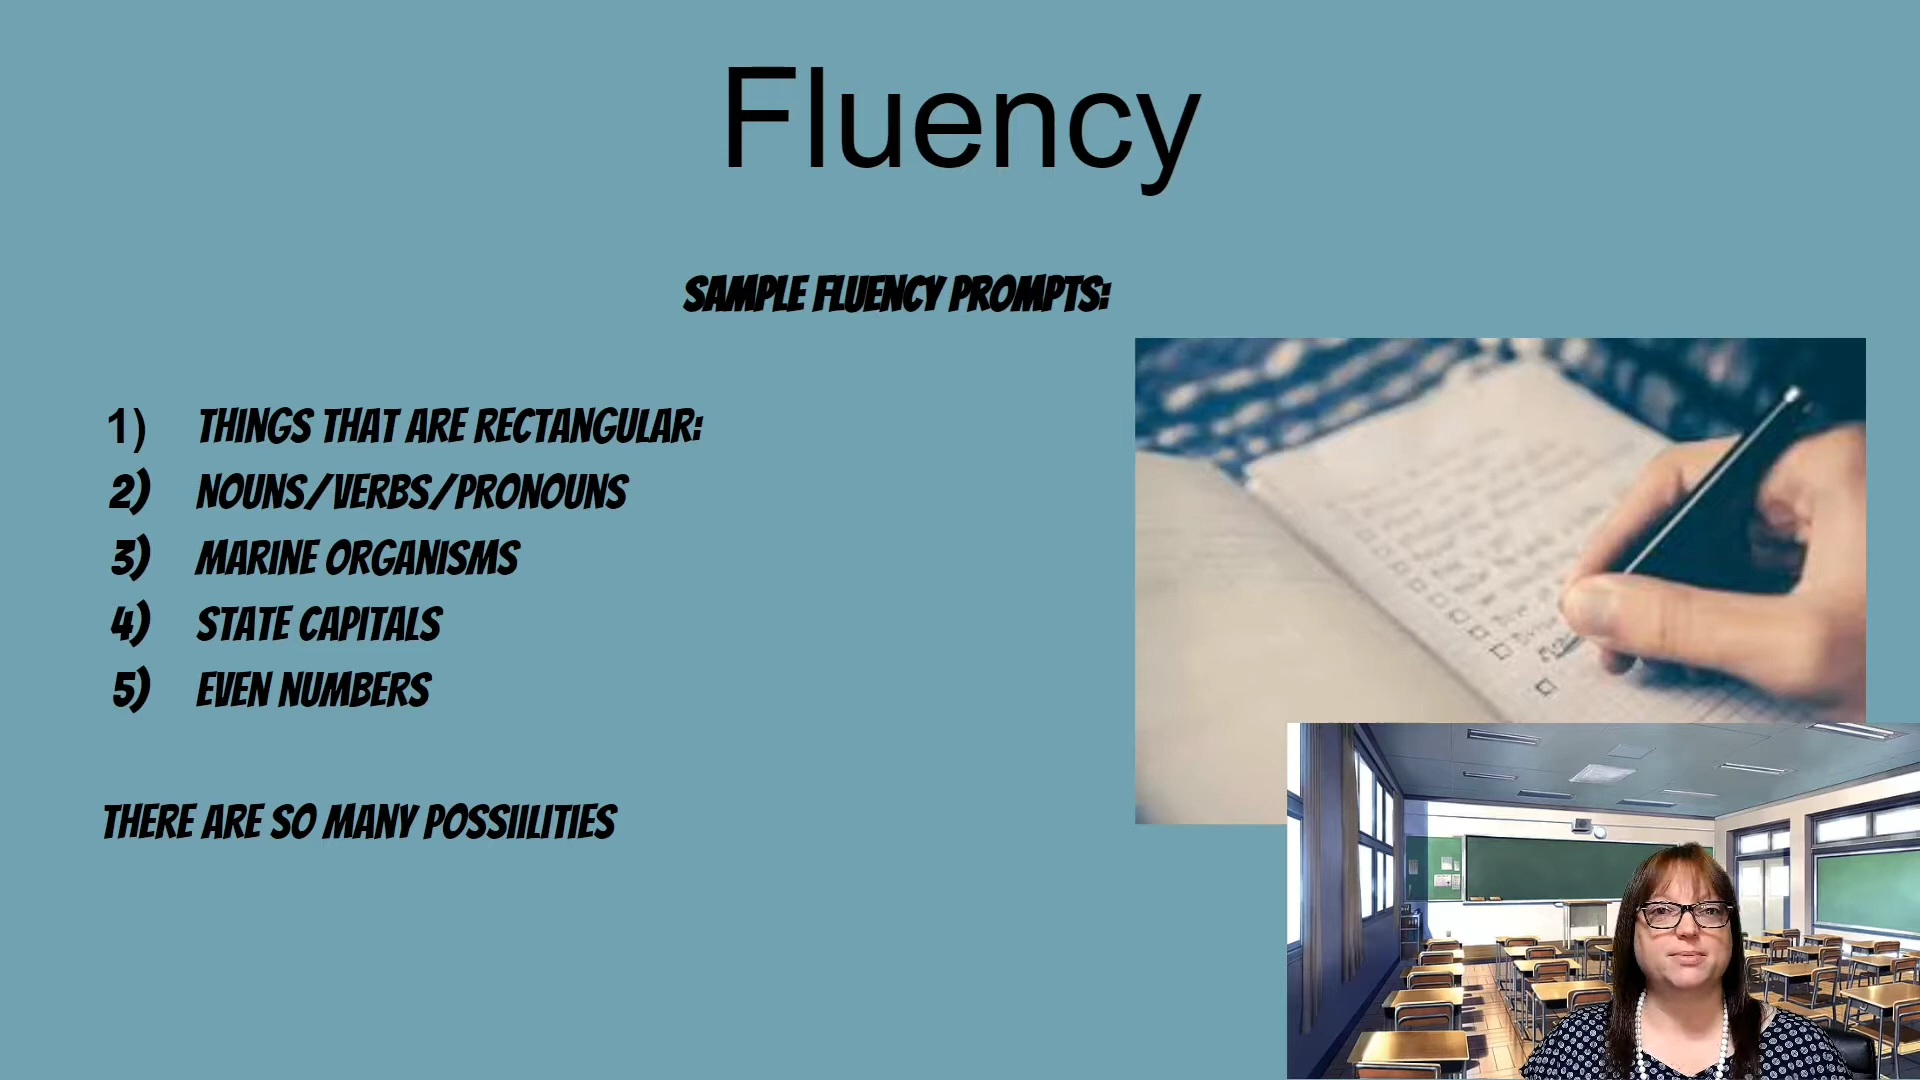 Fluency
SAMPLE FLUENCY PROMPTS:
1) THINGS THAT ARE RECTANGULAR:
2) NOUNS/VERBS/PRONOUNS
3) MARINE ORGANISMS
4) STATE CAPITALS
5) EVEN NUMBERS
THERE ARE SO MANY POSSIILITIES